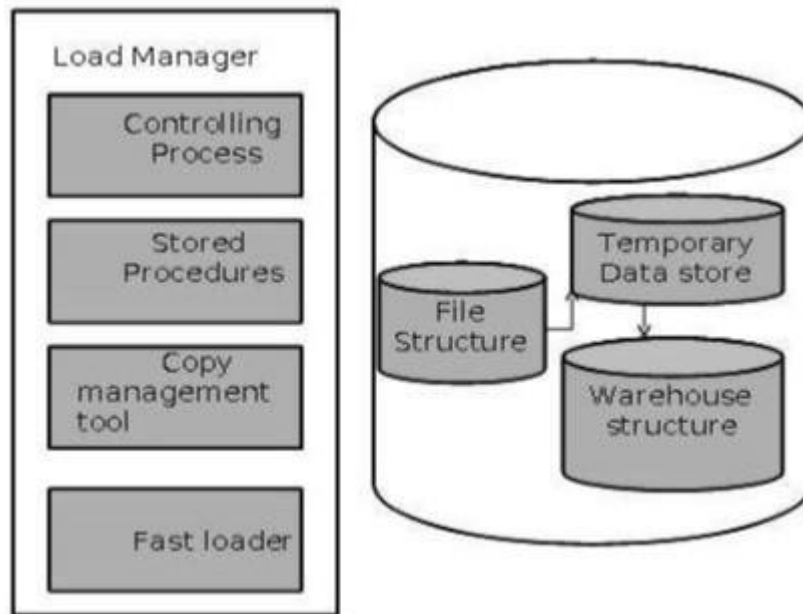 Load Manager
Controlling
Process
Stored
Procedures
Copy
management
tool
Fast loader
File
Structure
Temporary
Data store
Warehouse
structure